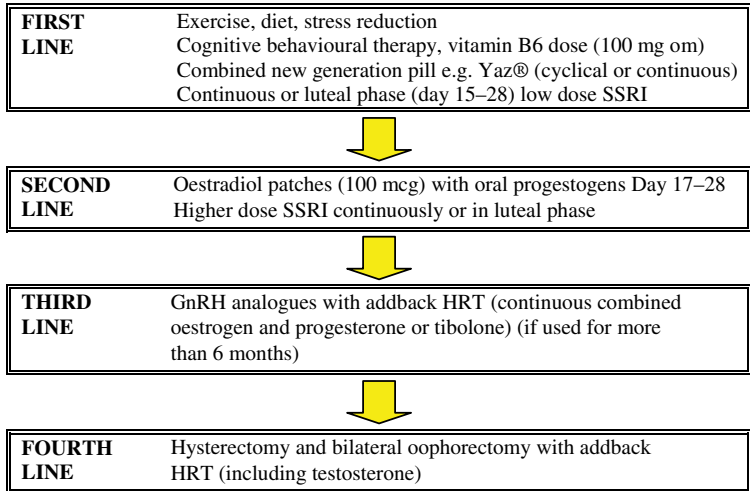 FIRST Exercise, diet, stress reduction
LINE Cognitive behavioural therapy, vitamin B6 dose (100 mg om)
Combined new generation pill e.g. Yaz® (cyclical or continuous)
Continuous or luteal phase (day 15–28) low dose SSRI
SECOND Oestradiol patches (100 mcg) with oral progestogens Day 17–28
LINE Higher dose SSRI continuously or in luteal phase
THIRD GnRH analogues with addback HRT (continuous combined
LINE oestrogen and progesterone or tibolone) (if used for more
than 6 months)
FOURTH Hysterectomy and bilateral oophorectomy with addback
LINE HRT (including testosterone)